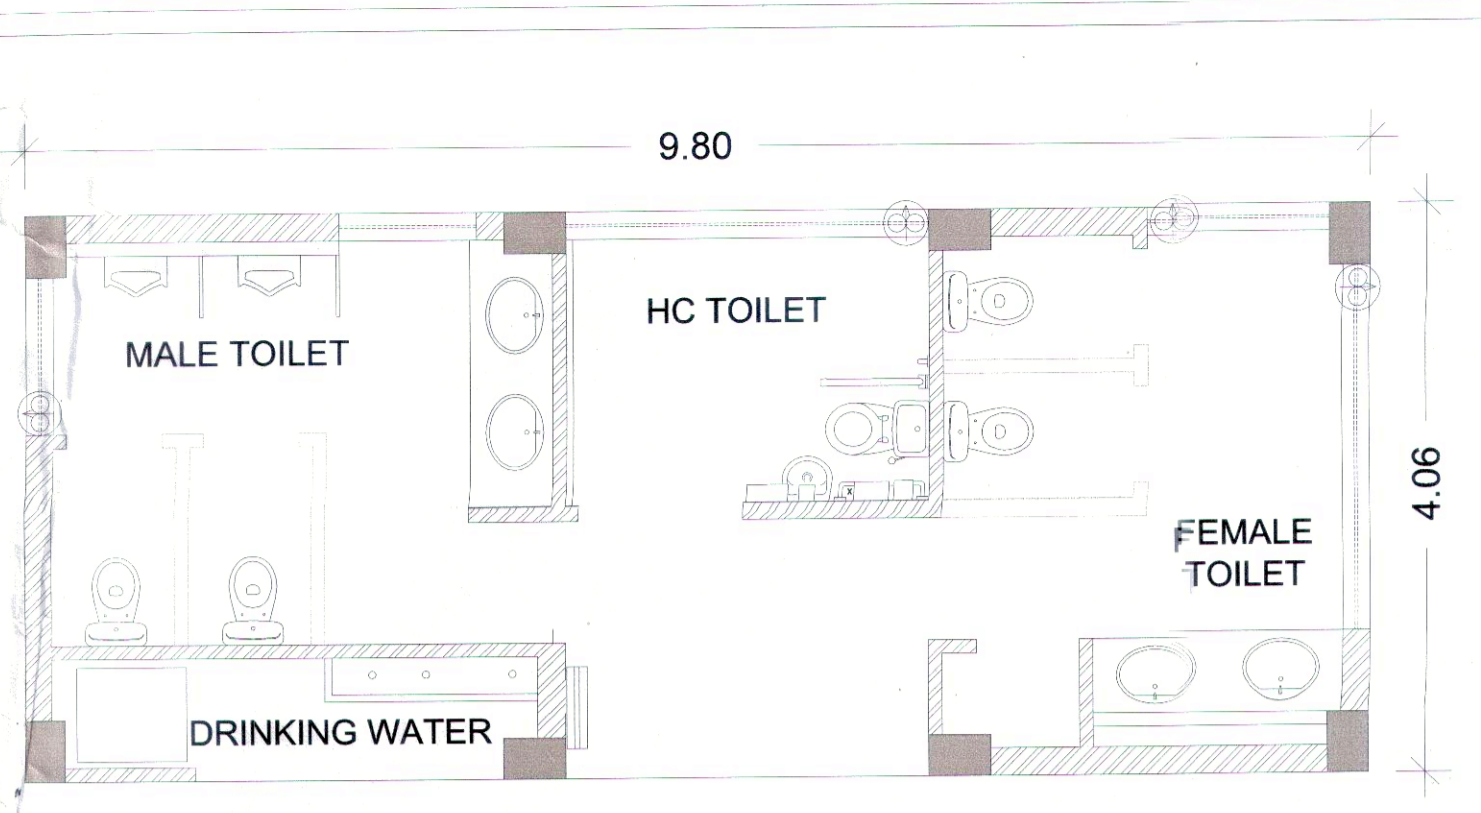 9.80
HC TOILET
MALE TOILET
4.06
FEMALE
TOILET
DRINKING WATER